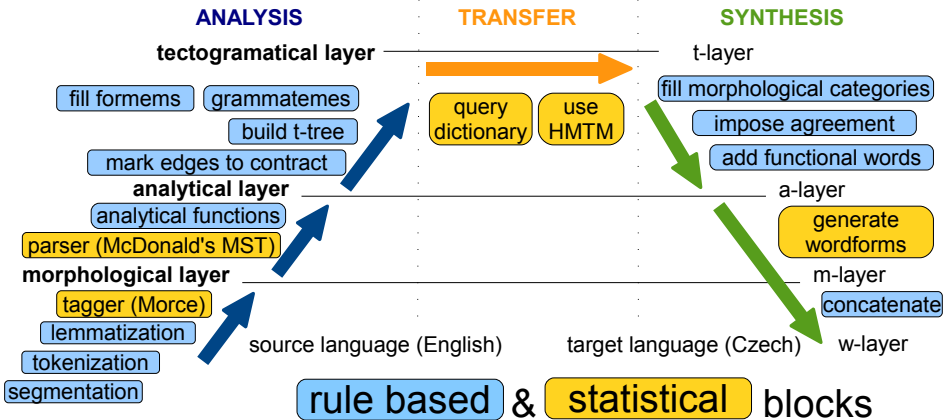 ANALYSIS TRANSFER SYNTHESIS
tectogramatical layer t-layer
fill formems grammatemes query dictionary use HMTM fill morphological categories
build t-tree impose agreement
mark edges to contract add functional words
analytical layer a-layer
analytical functions generate wordforms
parser (McDonald's MST)
morphological layer m-layer
tagger (Morce) concatenate
lemmatization source language (English) target language (Czech) w-layer
tokenization
segmentation
rule based & statistical blocks